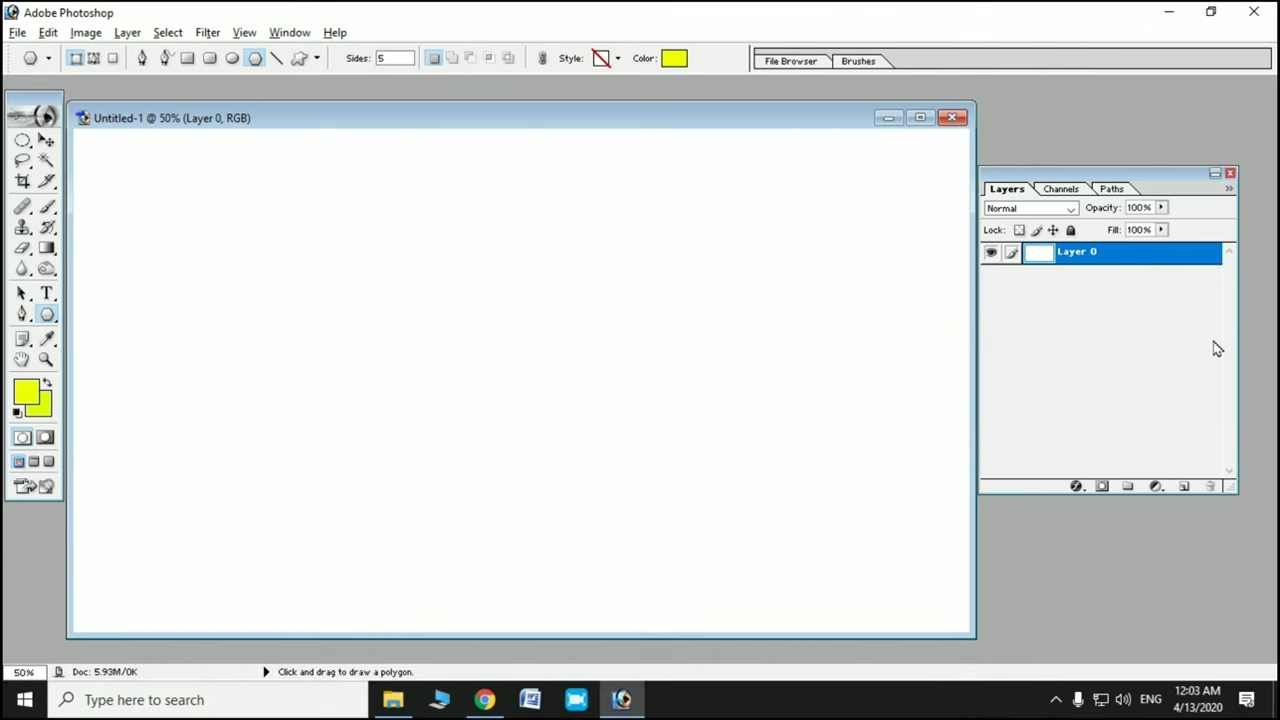 Adobe Photoshop
File Edit Image Layer Select Filter View Window Help
Sides: 5 Style: Color: File Browser Brushes
Untitled-1 @ 50% (Layer 0, RGB)
Layers Channels Paths
Normal Opacity: 100%
Lock: Fill: 100%
Layer 0
T
50% Doc: 5.93M/0K Click and drag to draw a polygon.
Type here to search
ENG
12:03 AM
4/13/2020